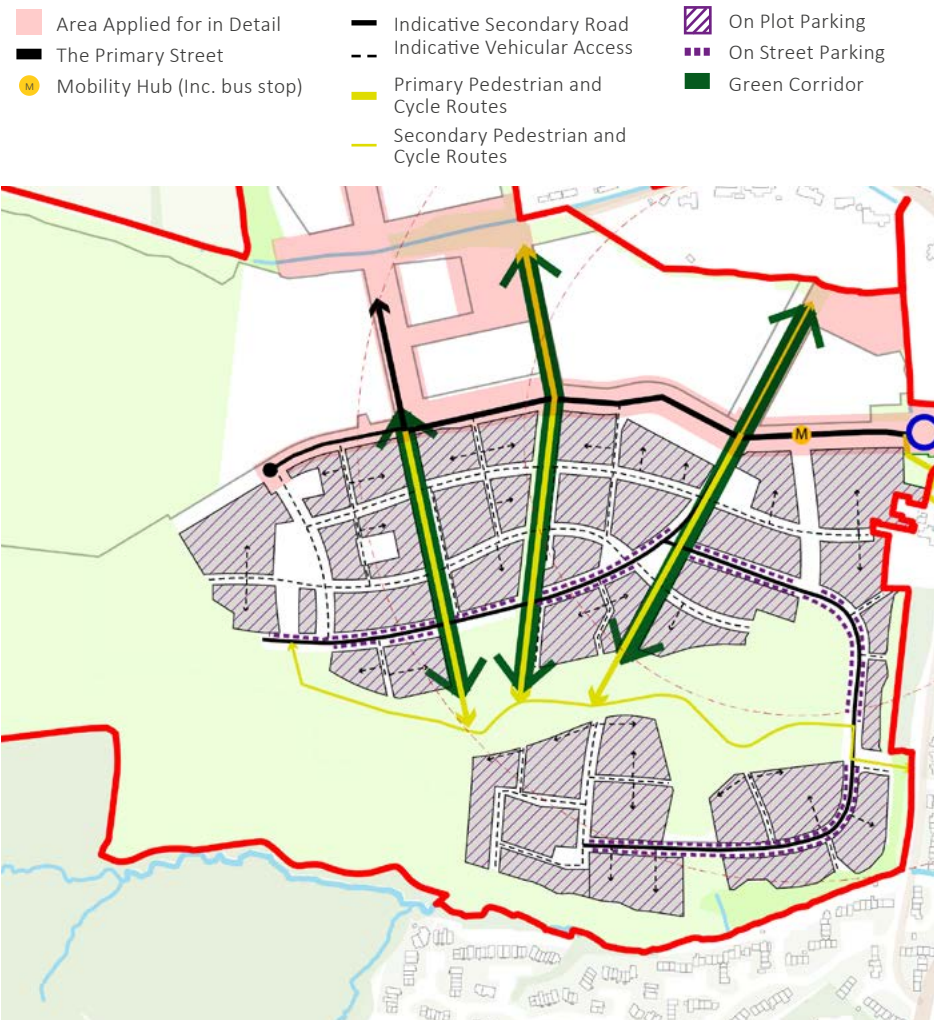 Area Applied for in Detail
The Primary Street
M Mobility Hub (Inc. bus stop)
Indicative Secondary Road
Indicative Vehicular Access
Primary Pedestrian and
Cycle Routes
Secondary Pedestrian and
Cycle Routes
On Plot Parking
On Street Parking
Green Corridor
M